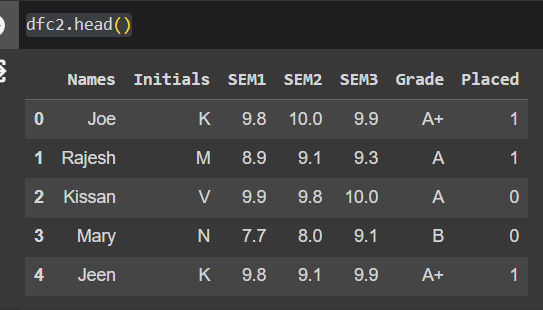 dfc2.head()
Names Initials SEM1 SEM2 SEM3 Grade Placed
0 Joe K 9.8 10.0 9.9 A+ 1
1 Rajesh M 8.9 9.1 9.3 A 1
2 Kissan V 9.9 9.8 10.0 A 0
3 Mary N 7.7 8.0 9.1 B 0
4 Jeen K 9.8 9.1 9.9 A+ 1